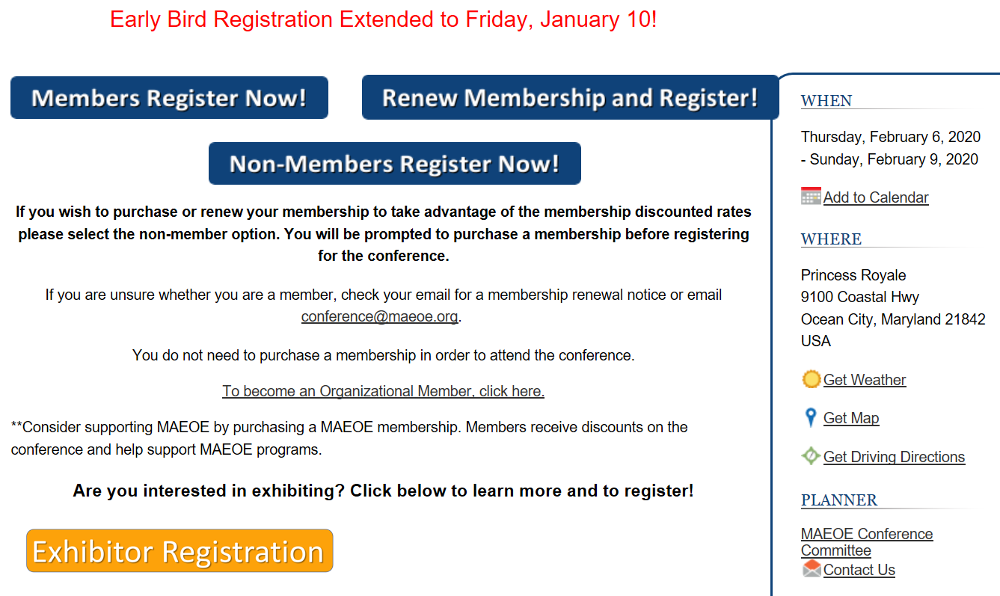 Early Bird Registration Extended to Friday, January 10!
Members Register Now!
Renew Membership and Register!
Non-Members Register Now!
If you wish to purchase or renew your membership to take advantage of the membership discounted rates
please select the non-member option. You will be prompted to purchase a membership before registering
for the conference.
If you are unsure whether you are a member, check your email for a membership renewal notice or email
conference@maeoe.org.
You do not need to purchase a membership in order to attend the conference.
To become an Organizational Member, click here.
**Consider supporting MAEOE by purchasing a MAEOE membership. Members receive discounts on the
conference and help support MAEOE programs.
Are you interested in exhibiting? Click below to learn more and to register!
Exhibitor Registration
WHEN
Thursday, February 6, 2020
- Sunday, February 9, 2020
Add to Calendar
WHERE
Princess Royale
9100 Coastal Hwy
Ocean City, Maryland 21842
USA
Get Weather
Get Map
Get Driving Directions
PLANNER
MAEOE Conference
Committee
Contact Us